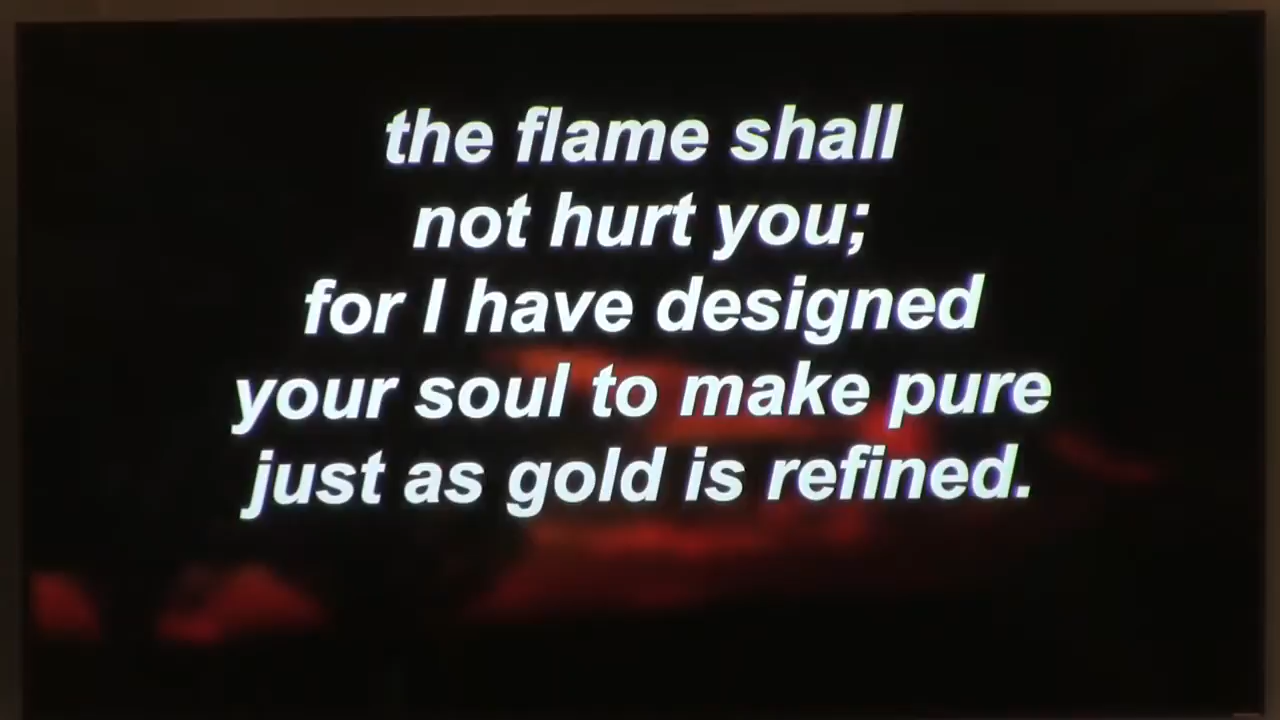 the flame shall
not hurt you;
for I have designed
your soul to make pure
just as gold is refined.